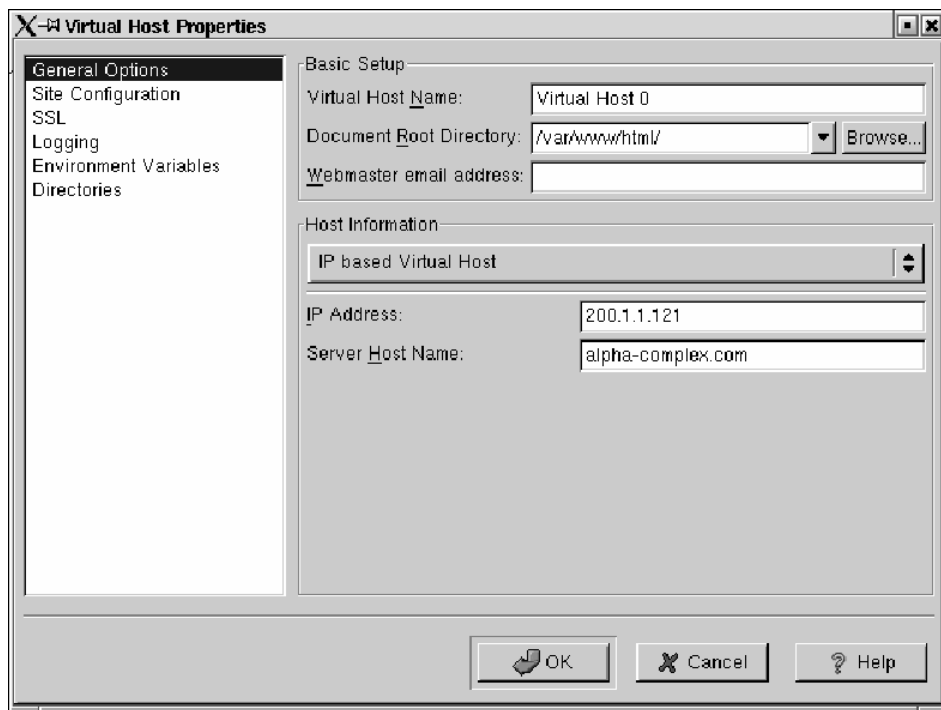 Virtual Host Properties
General Options
Site Configuration
SSL
Logging
Environment Variables
Directories
Basic Setup
Virtual Host Name: Virtual Host 0
Document Root Directory: /var/www/html/ Browse...
Webmaster email address:
Host Information
IP based Virtual Host
IP Address: 200.1.1.121
Server Host Name: alpha-complex.com
OK Cancel Help